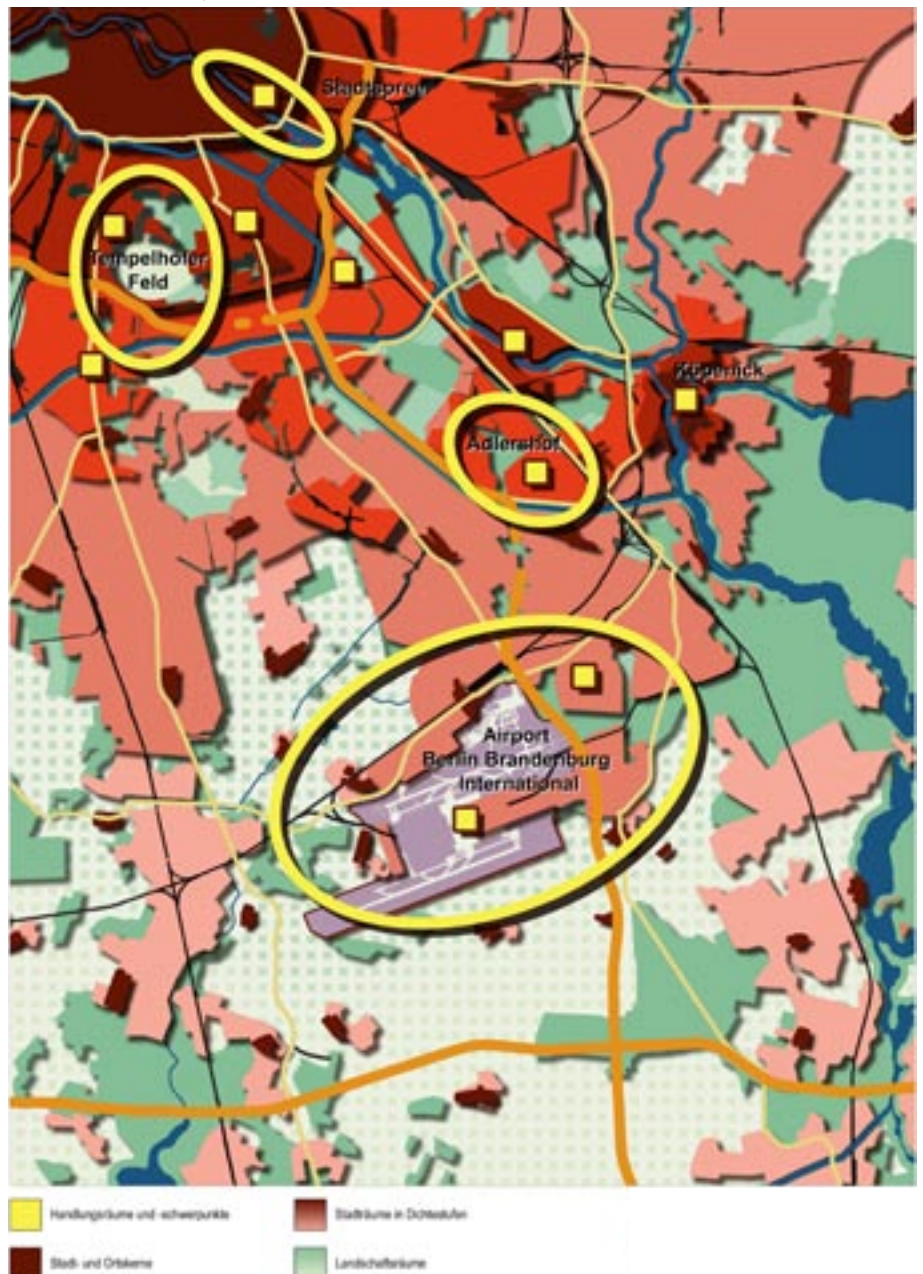 Stadtspree
Tempelhofer
Feld
Köpenick
Adlershof
Airport
Berlin Brandenburg
International
Handlungsräume und -schwerpunkte
Stadträume in Dichtestufen
Stadt- und Ortskerne
Landschaftsräume